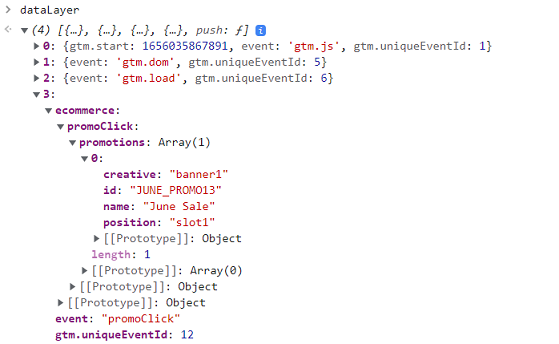 > dataLayer
(4) [{…}, {…}, {…}, {…}, push: ƒ] i
0: {gtm.start: 1656035867891, event: 'gtm.js', gtm.uniqueEventId: 1}
1: {event: 'gtm.dom', gtm.uniqueEventId: 5}
2: {event: 'gtm.load', gtm.uniqueEventId: 6}
3:
ecommerce:
promoClick:
promotions: Array(1)
0:
creative: "banner1"
id: "JUNE_PROMO13"
name: "June Sale"
position: "slot1"
[[Prototype]]: Object
length: 1
[[Prototype]]: Array(0)
[[Prototype]]: Object
[[Prototype]]: Object
event: "promoClick"
gtm.uniqueEventId: 12